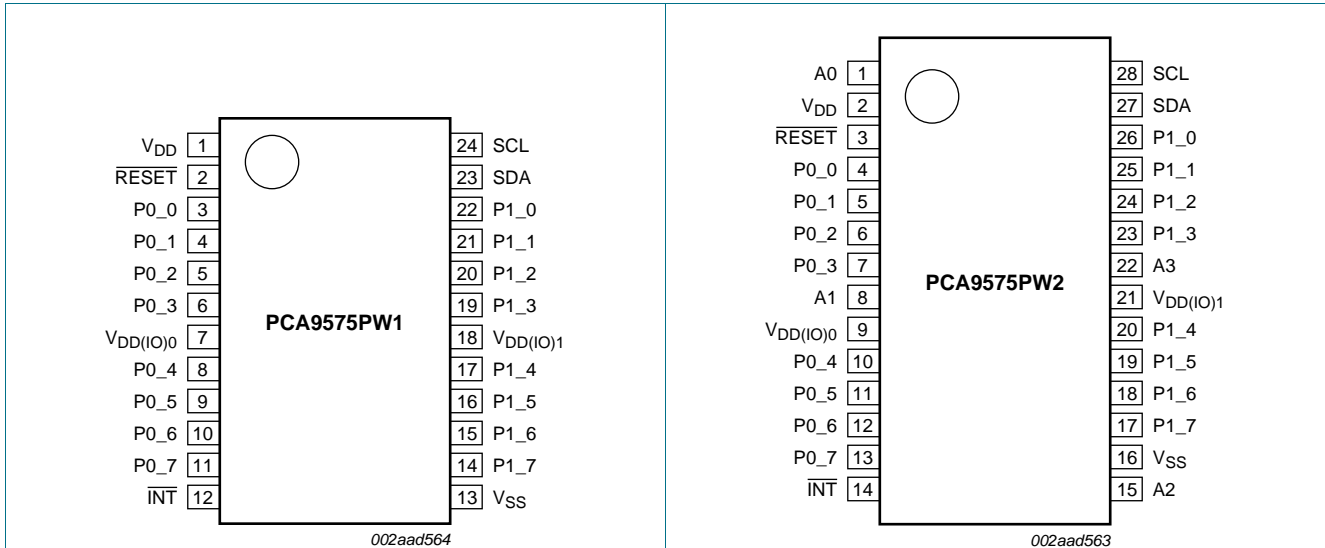 VDD 1
RESET 2
P0_0 3
P0_1 4
P0_2 5
P0_3 6
VDD(IO)0 7
P0_4 8
P0_5 9
P0_6 10
P0_7 11
INT 12
PCA9575PW1
24 SCL
23 SDA
22 P1_0
21 P1_1
20 P1_2
19 P1_3
18 VDD(IO)1
17 P1_4
16 P1_5
15 P1_6
14 P1_7
13 VSS
002aad564
A0 1
VDD 2
RESET 3
P0_0 4
P0_1 5
P0_2 6
P0_3 7
A1 8
VDD(IO)0 9
P0_4 10
P0_5 11
P0_6 12
P0_7 13
INT 14
PCA9575PW2
28 SCL
27 SDA
26 P1_0
25 P1_1
24 P1_2
23 P1_3
22 A3
21 VDD(IO)1
20 P1_4
19 P1_5
18 P1_6
17 P1_7
16 VSS
15 A2
002aad563